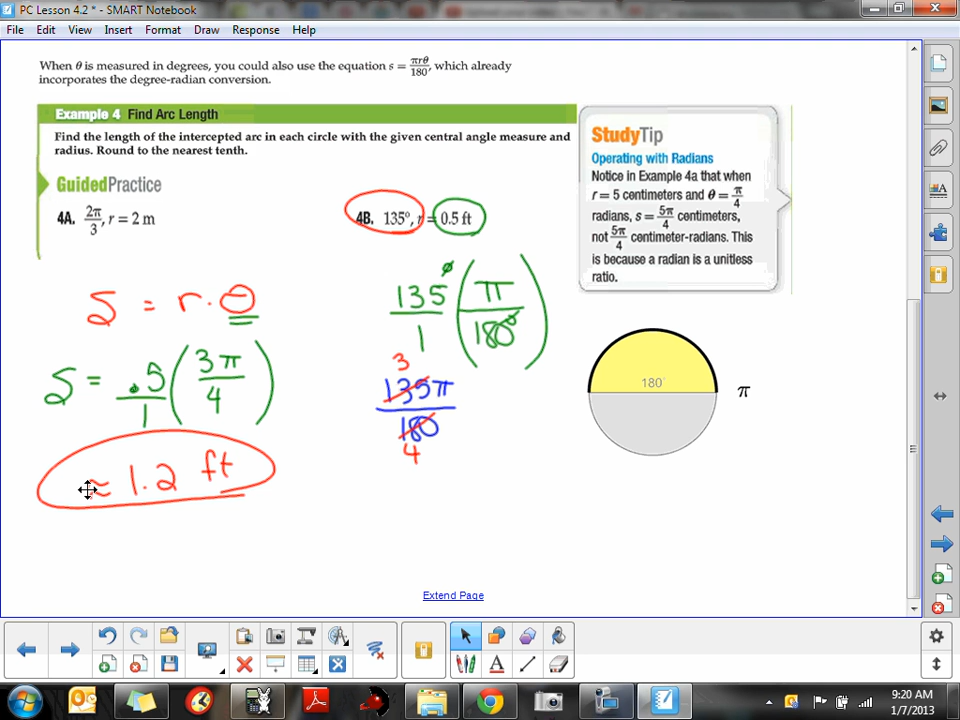 PC Lesson 4.2 * - SMART Notebook
File Edit View Insert Format Draw Response Help
When θ is measured in degrees, you could also use the equation s = πrθ/180, which already
incorporates the degree-radian conversion.
Example 4 Find Arc Length
Find the length of the intercepted arc in each circle with the given central angle measure and
radius. Round to the nearest tenth.
GuidedPractice
4A. 2π/3, r = 2 m
4B. 135°, r = 0.5 ft
StudyTip
Operating with Radians
Notice in Example 4a that when
r = 5 centimeters and θ = π/4
radians, s = 5π/4 centimeters,
not 5π/4 centimeter-radians. This
is because a radian is a unitless
ratio.
S = r · θ
S = .5/1 (3π/4)
≈ 1.2 ft
135°/1 (π/180°)
3
135π/180
4
180°
π
Extend Page
9:20 AM
1/7/2013